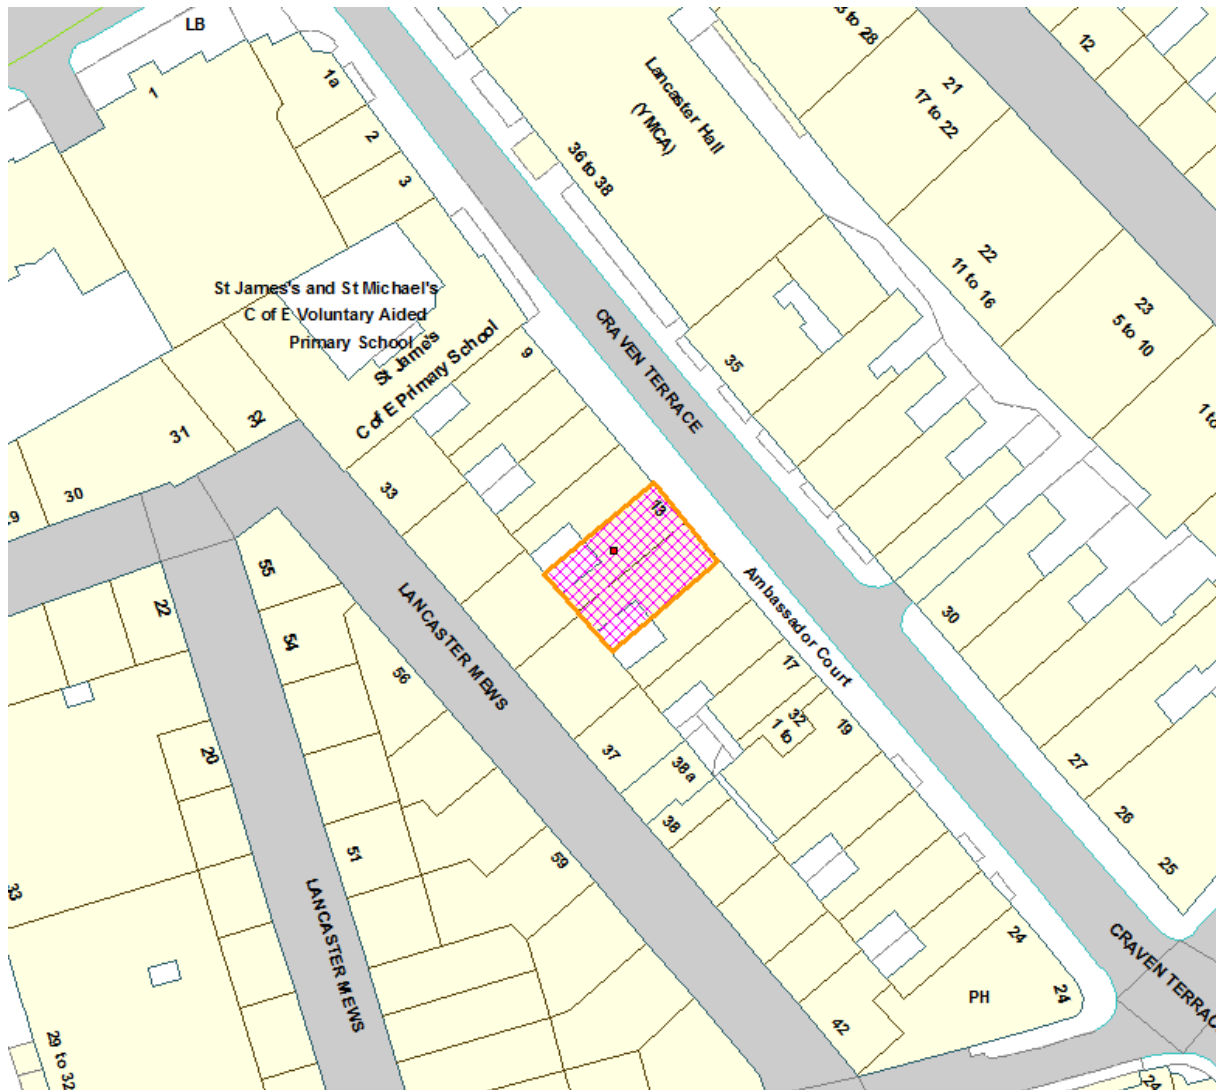 LB
1
1a
2
3
Lancaster Hall
(YMCA)
36 to 38
12
21
17 to 22
22
11 to 16
23
5 to 10
St James's and St Michael's
C of E Voluntary Aided
Primary School
St Jame's
C of E Primary School
9
CRAVEN TERRACE
35
32
31
30
33
13
Ambassador Court
55
22
54
LANCASTER MEWS
56
30
17
32
1 to
19
37
38a
38
20
51
59
27
26
25
33
LANCASTER MEWS
24
CRAVEN TERRAC
PH
24
42
29 to 32
24